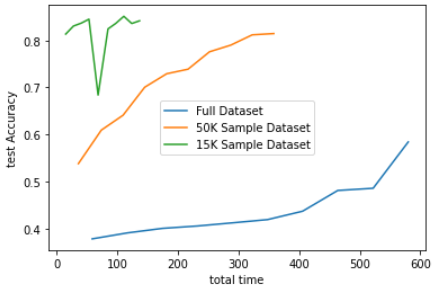 test Accuracy
0.8
0.7
0.6
0.5
0.4
Full Dataset
50K Sample Dataset
15K Sample Dataset
0 100 200 300 400 500 600
total time